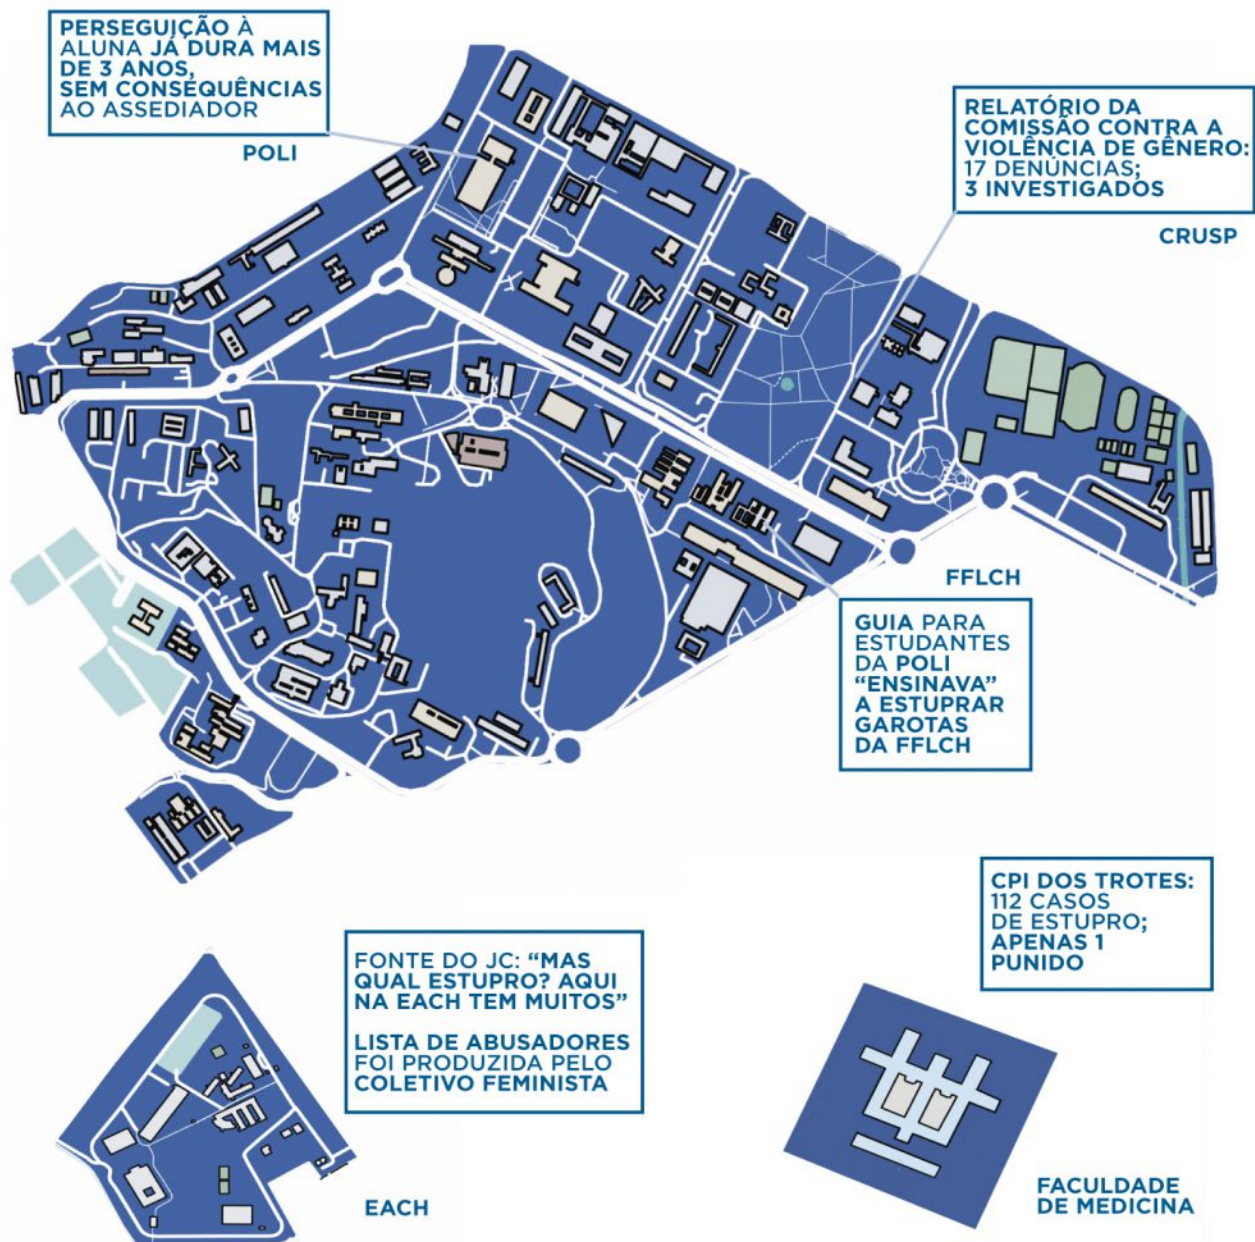 PERSEGUIÇÃO À
ALUNA JÁ DURA MAIS
DE 3 ANOS,
SEM CONSEQUÊNCIAS
AO ASSEDIADOR
POLI
RELATÓRIO DA
COMISSÃO CONTRA A
VIOLÊNCIA DE GÊNERO:
17 DENÚNCIAS;
3 INVESTIGADOS
CRUSP
FFLCH
GUIA PARA
ESTUDANTES
DA POLI
“ENSINAVA”
A ESTUPRAR
GAROTAS
DA FFLCH
CPI DOS TROTES:
112 CASOS
DE ESTUPRO;
APENAS 1
PUNIDO
FONTE DO JC: “MAS
QUAL ESTUPRO? AQUI
NA EACH TEM MUITOS”
LISTA DE ABUSADORES
FOI PRODUZIDA PELO
COLETIVO FEMINISTA
EACH
FACULDADE
DE MEDICINA